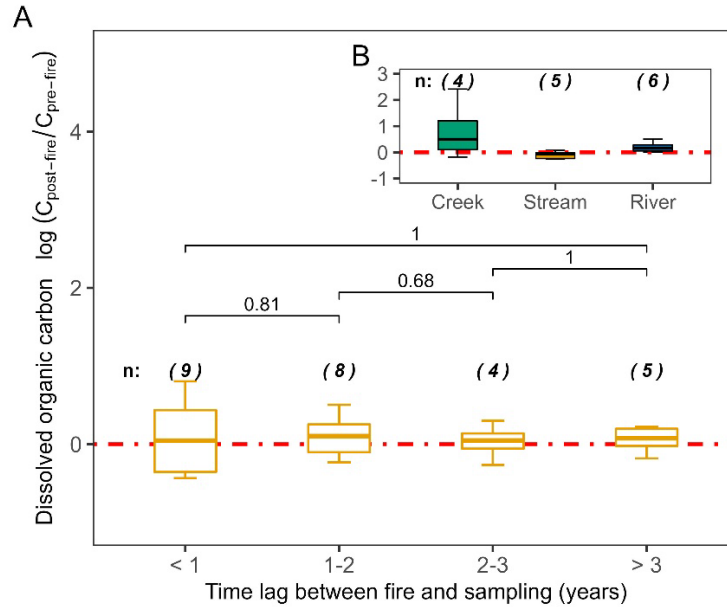 A
B
n: (4) (5) (6)
3
2
1
0
-1
Creek Stream River
Dissolved organic carbon log (Cpost-fire/Cpre-fire)
4
2
0
1
1
0.68
0.81
n: (9) (8) (4) (5)
< 1 1-2 2-3 > 3
Time lag between fire and sampling (years)